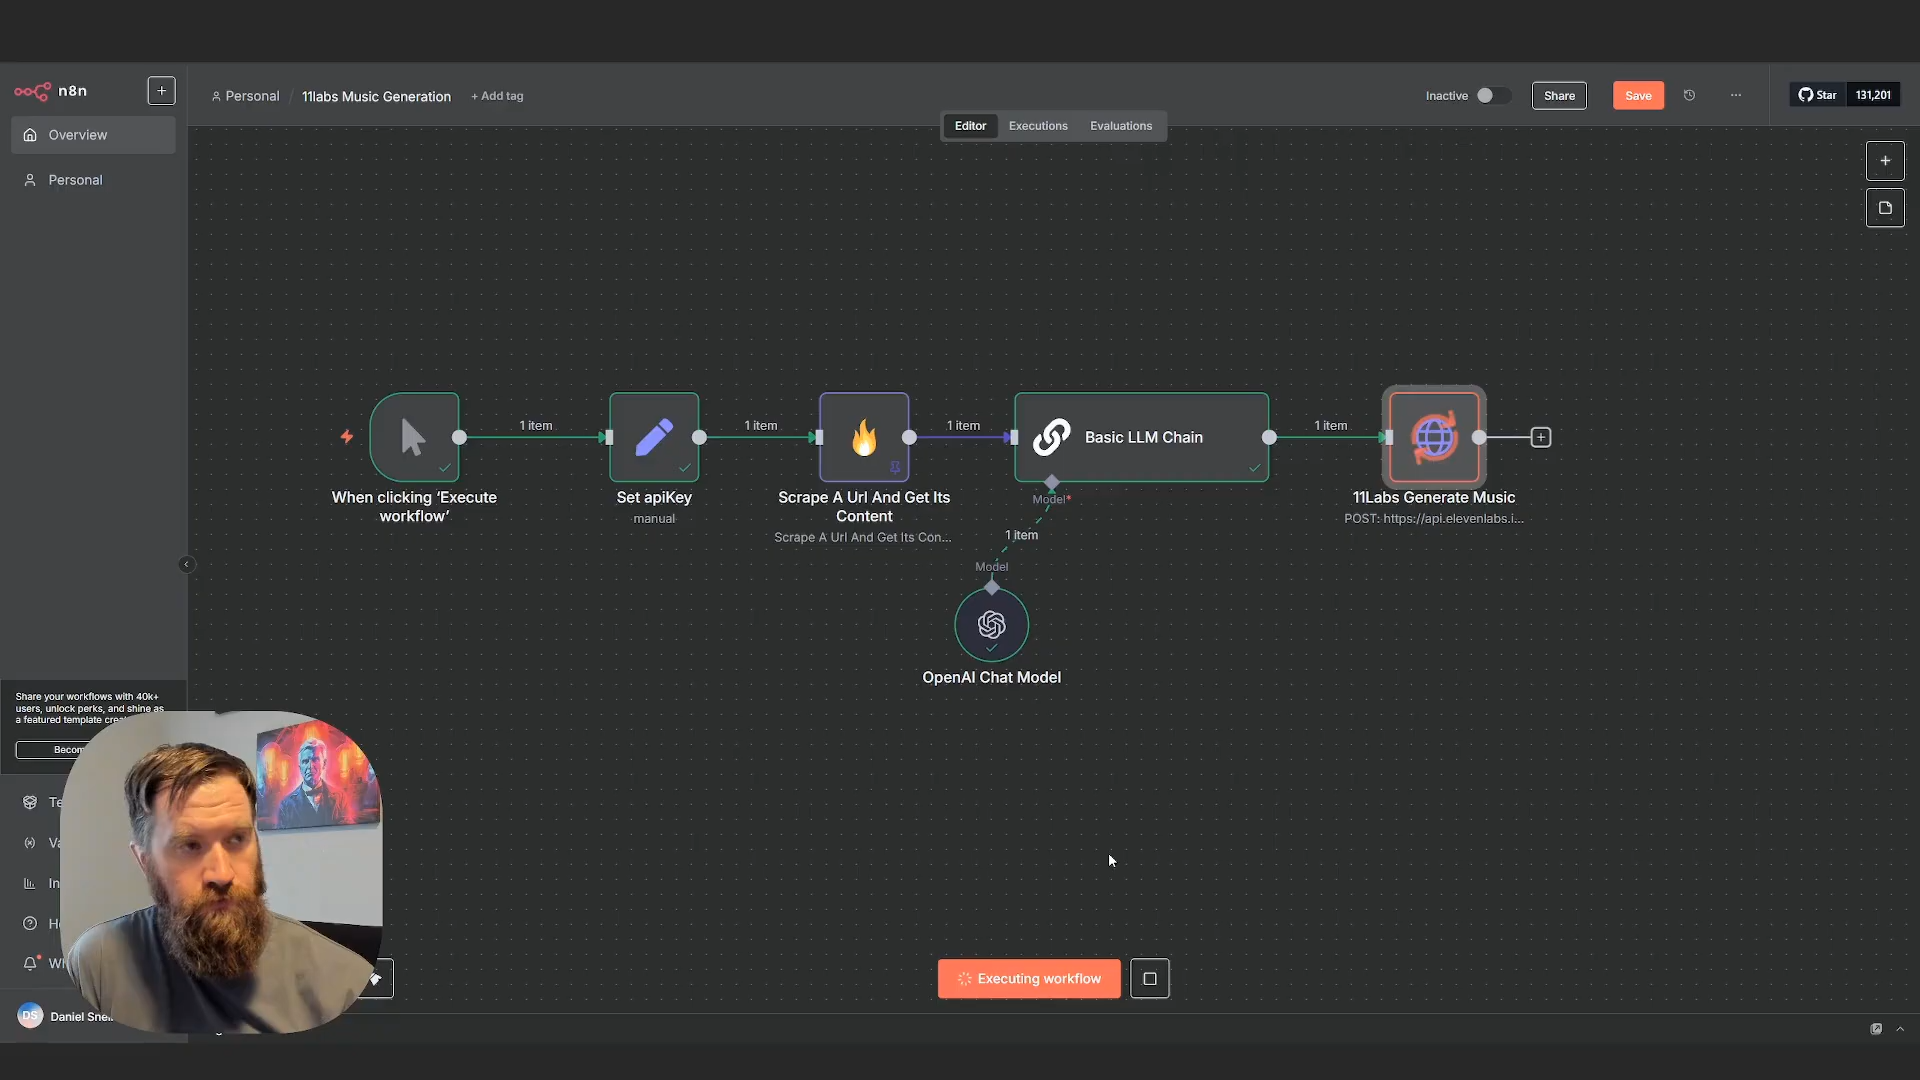 n8n
Personal / 11labs Music Generation + Add tag
Inactive
Share
Save
Star 131,201
Editor Executions Evaluations
Overview
Personal
1 item
1 item
1 item
1 item
Basic LLM Chain
When clicking ‘Execute
workflow’
Set apiKey
manual
Scrape A Url And Get Its
Content
Scrape A Url And Get Its Con...
Model*
1 item
Model
OpenAI Chat Model
11Labs Generate Music
POST: https://api.elevenlabs.i...
Share your workflows with 40k+
users, unlock perks, and shine as
a featured template
Executing workflow
DS Daniel